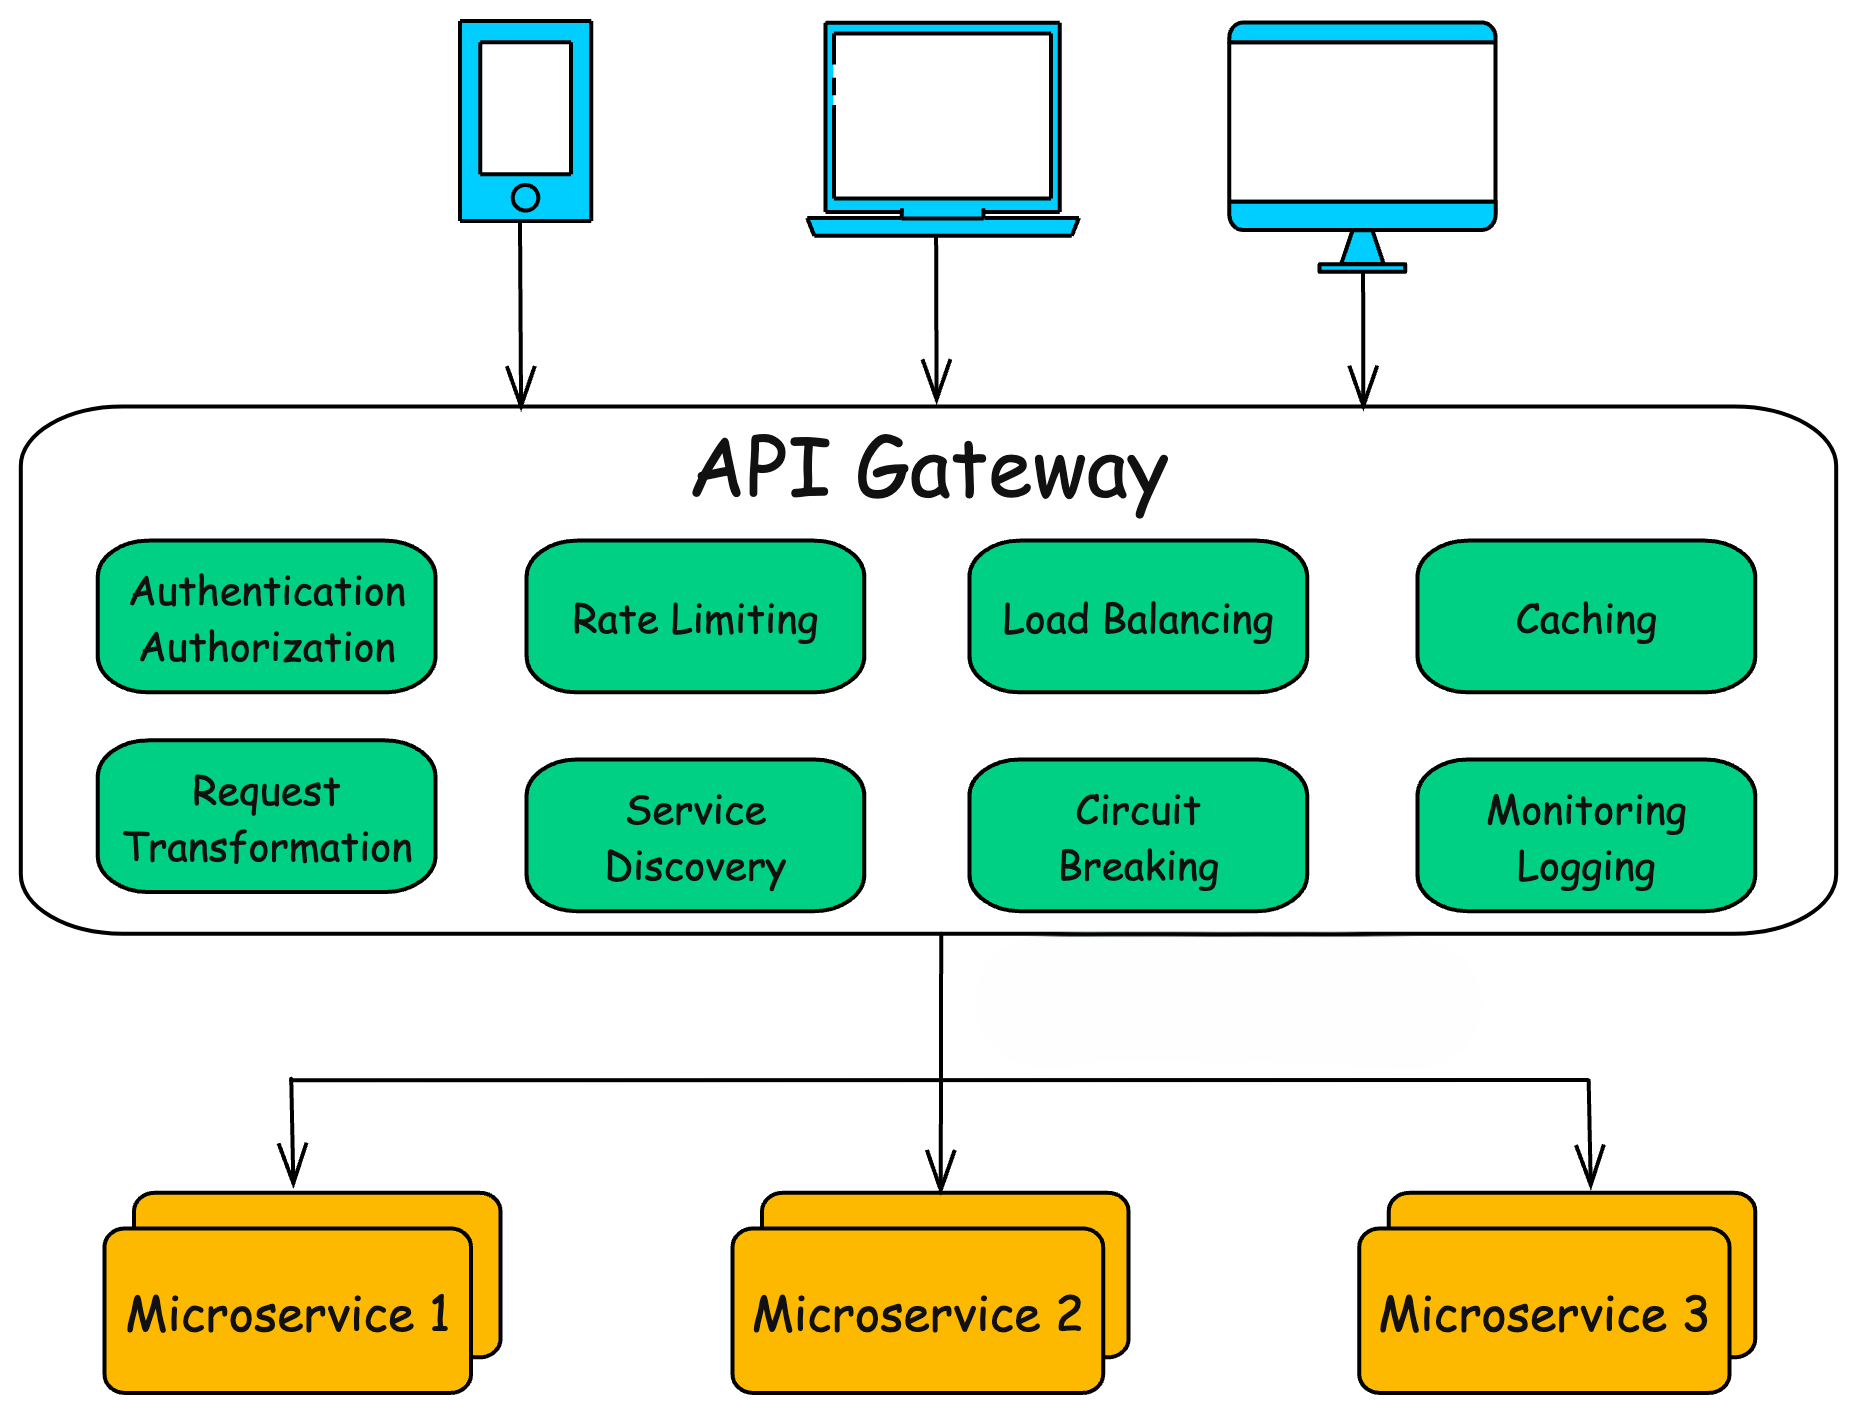 API Gateway
Authentication
Authorization
Rate Limiting
Load Balancing
Caching
Request
Transformation
Service
Discovery
Circuit
Breaking
Monitoring
Logging
Microservice 1
Microservice 2
Microservice 3